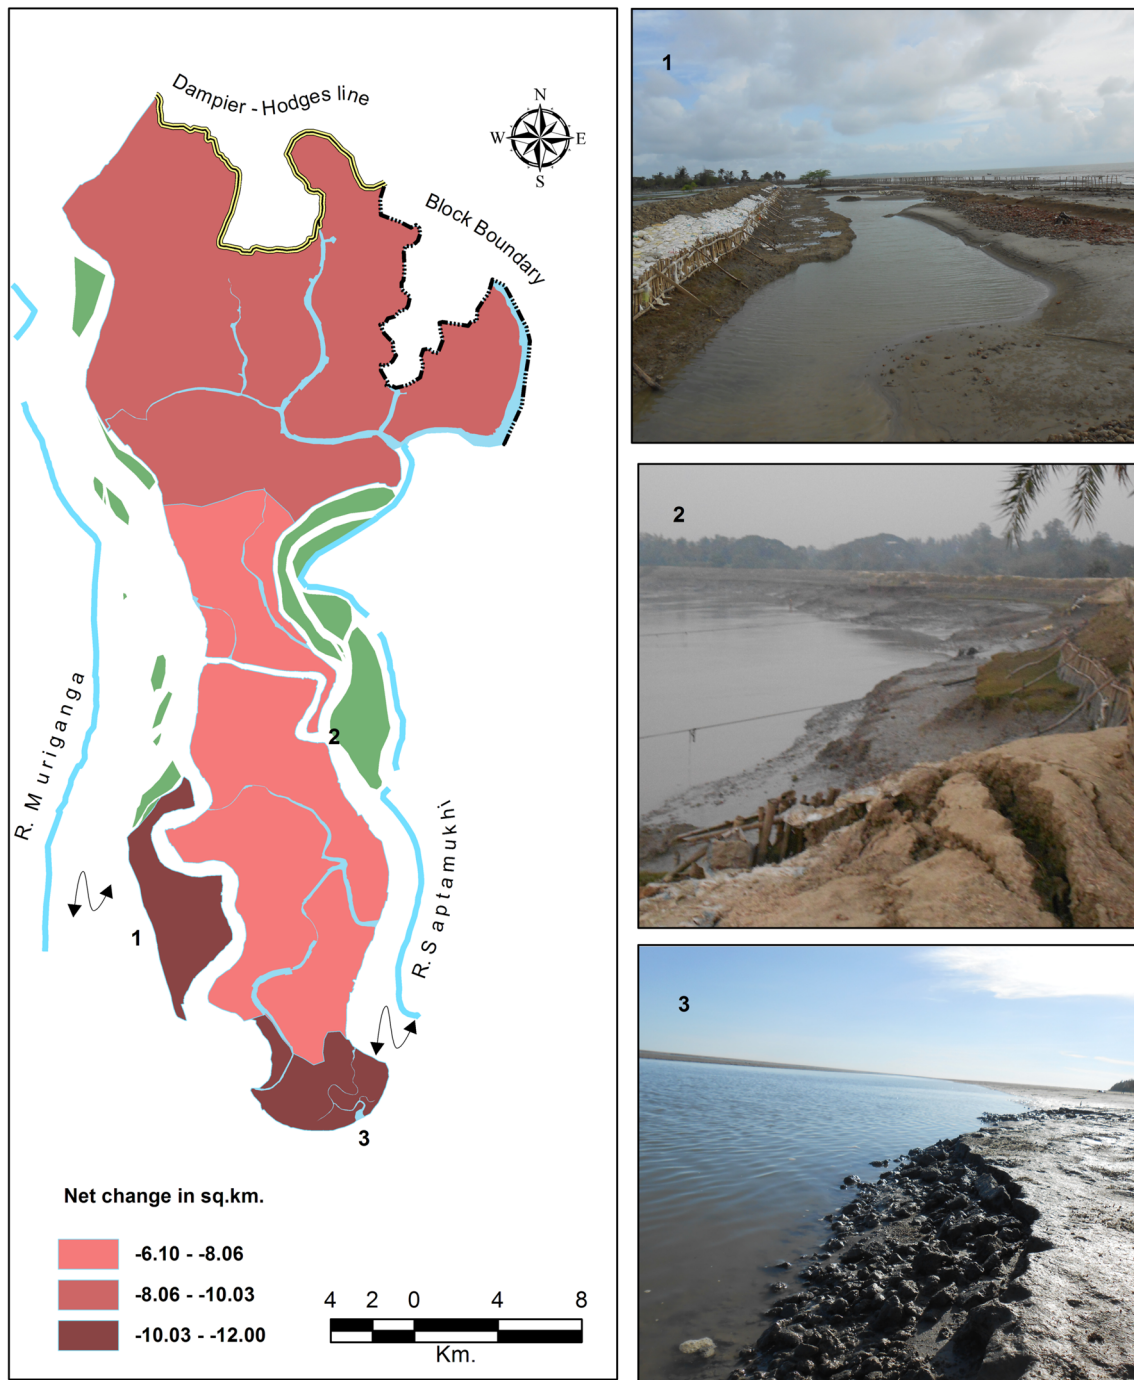 Dampier - Hodges line
N
W E
S
Block Boundary
R. Muriganga
R. Saptamukhi
1
2
3
Net change in sq.km.
-6.10 - -8.06
-8.06 - -10.03
-10.03 - -12.00
4 2 0 4 8
Km.
1
2
3